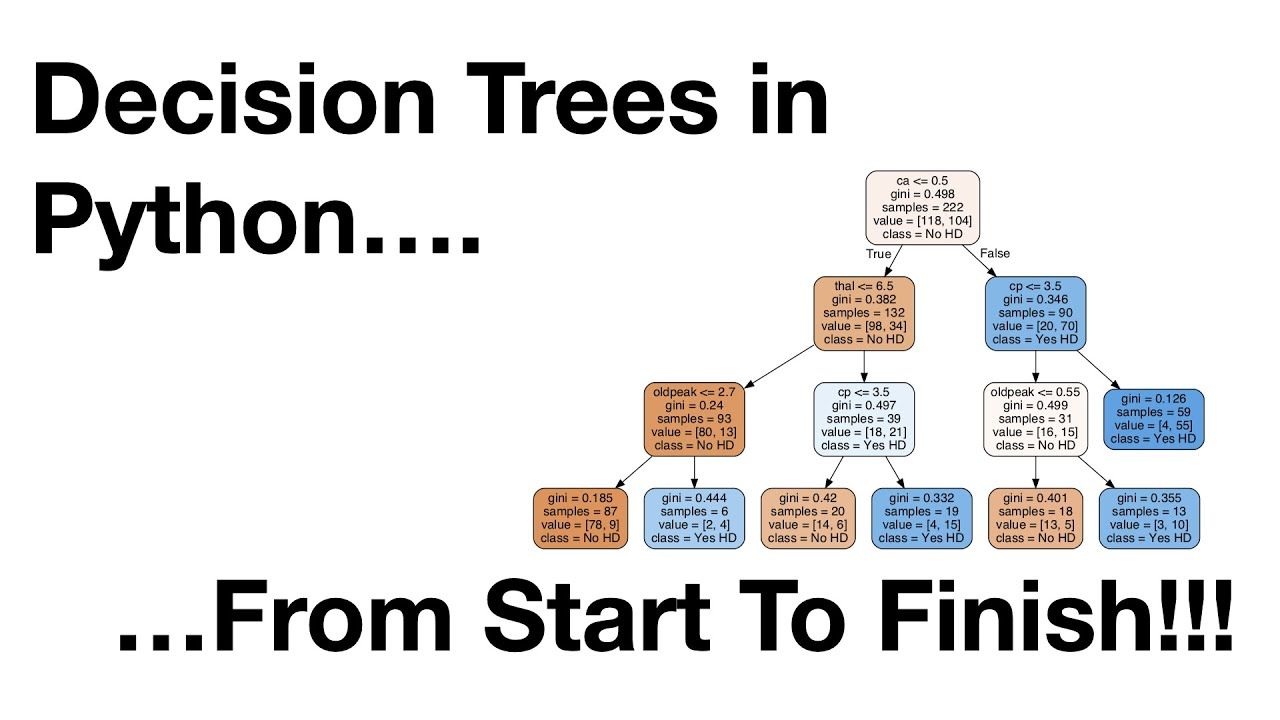 Decision Trees in
Python….
ca <= 0.5
gini = 0.498
samples = 222
value = [118, 104]
class = No HD
True
False
thal <= 6.5
gini = 0.382
samples = 132
value = [98, 34]
class = No HD
cp <= 3.5
gini = 0.346
samples = 90
value = [20, 70]
class = Yes HD
oldpeak <= 2.7
gini = 0.24
samples = 93
value = [80, 13]
class = No HD
cp <= 3.5
gini = 0.497
samples = 39
value = [18, 21]
class = Yes HD
oldpeak <= 0.55
gini = 0.499
samples = 31
value = [16, 15]
class = No HD
gini = 0.126
samples = 59
value = [4, 55]
class = Yes HD
gini = 0.185
samples = 87
value = [78, 9]
class = No HD
gini = 0.444
samples = 6
value = [2, 4]
class = Yes HD
gini = 0.42
samples = 20
value = [14, 6]
class = No HD
gini = 0.332
samples = 19
value = [4, 15]
class = Yes HD
gini = 0.401
samples = 18
value = [13, 5]
class = No HD
gini = 0.355
samples = 13
value = [3, 10]
class = Yes HD
…From Start To Finish!!!